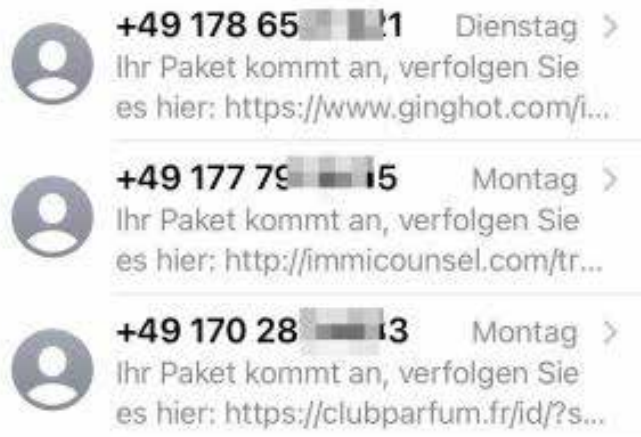 +49 178 65 1 Dienstag
Ihr Paket kommt an, verfolgen Sie
es hier: https://www.ginghot.com/i...
+49 177 79 5 Montag
Ihr Paket kommt an, verfolgen Sie
es hier: http://immicounsel.com/tr...
+49 170 28 3 Montag
Ihr Paket kommt an, verfolgen Sie
es hier: https://clubparfum.fr/id/?s...